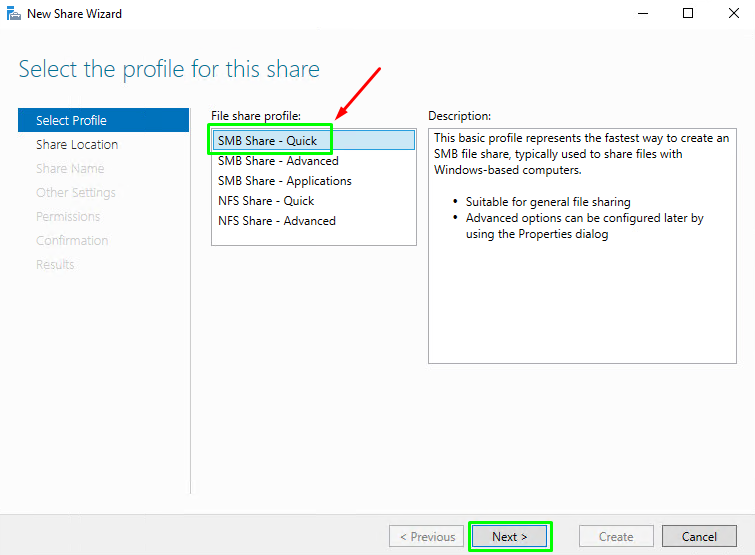 New Share Wizard
Select the profile for this share
Select Profile
Share Location
Share Name
Other Settings
Permissions
Confirmation
Results
File share profile:
SMB Share - Quick
SMB Share - Advanced
SMB Share - Applications
NFS Share - Quick
NFS Share - Advanced
Description:
This basic profile represents the fastest way to create an
SMB file share, typically used to share files with
Windows-based computers.
• Suitable for general file sharing
• Advanced options can be configured later by
using the Properties dialog
< Previous
Next >
Create
Cancel